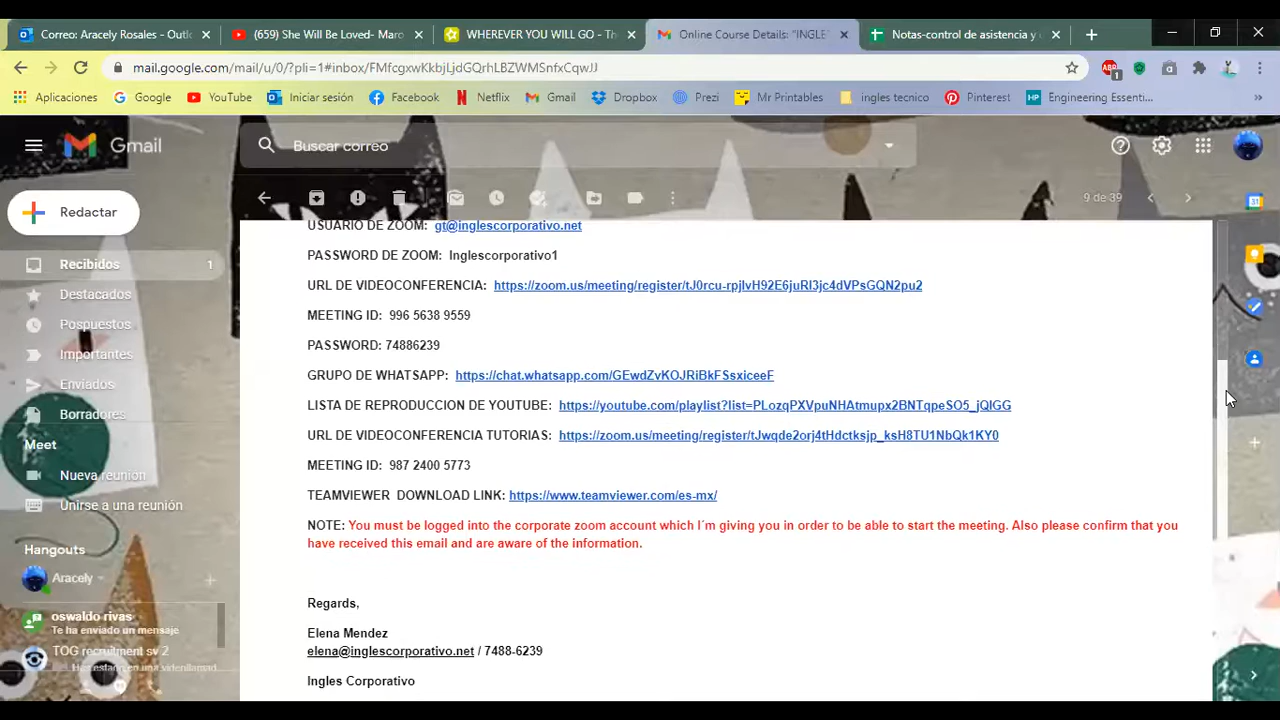 Correo: Aracely Rosales - Outlo
(659) She Will Be Loved- Maro
WHEREVER YOU WILL GO - Th
Online Course Details: "INGLE
Notas-control de asistencia y
mail.google.com/mail/u/0/?pli=1#inbox/FMfcgxwKkbjLjdGQrhLBZWMSnfxCqwJJ
Aplicaciones
Google
YouTube
Iniciar sesión
Facebook
Netflix
Gmail
Dropbox
Prezi
Mr Printables
ingles tecnico
Pinterest
Engineering Essenti...
Gmail
Buscar correo
Redactar
9 de 39
Recibidos 1
Destacados
Pospuestos
Importantes
Enviados
Borradores
Meet
Nueva reunión
Unirse a una reunión
Hangouts
Aracely
oswaldo rivas
Te ha enviado un mensaje
TOG recruitment sv 2
USUARIO DE ZOOM: gt@inglescorporativo.net
PASSWORD DE ZOOM: Inglescorporativo1
URL DE VIDEOCONFERENCIA: https://zoom.us/meeting/register/tJ0rcu-rpjIvH92E6juRI3jc4dVPsGQN2pu2
MEETING ID: 996 5638 9559
PASSWORD: 74886239
GRUPO DE WHATSAPP: https://chat.whatsapp.com/GEwdZvKOJRiBkFSsxiceeF
LISTA DE REPRODUCCION DE YOUTUBE: https://youtube.com/playlist?list=PLozqPXVpuNHAtmupx2BNTqpeSO5_jQIGG
URL DE VIDEOCONFERENCIA TUTORIAS: https://zoom.us/meeting/register/tJwqde2orj4tHdctksjp_ksH8TU1NbQk1KY0
MEETING ID: 987 2400 5773
TEAMVIEWER DOWNLOAD LINK: https://www.teamviewer.com/es-mx/
NOTE: You must be logged into the corporate zoom account which I´m giving you in order to be able to start the meeting. Also please confirm that you
have received this email and are aware of the information.
Regards,
Elena Mendez
elena@inglescorporativo.net / 7488-6239
Ingles Corporativo